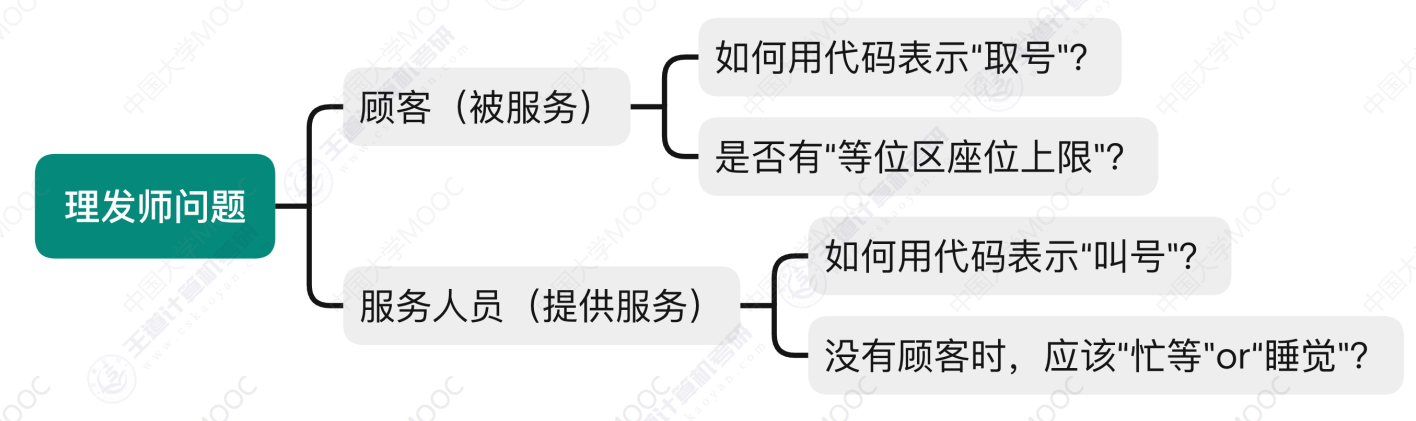 理发师问题
顾客（被服务）
如何用代码表示“取号”？
是否有“等位区座位上限”？
服务人员（提供服务）
如何用代码表示“叫号”？
没有顾客时，应该“忙等”or“睡觉”？
中国大学MOOC
王道计算机考研
www.cskaoyan.com